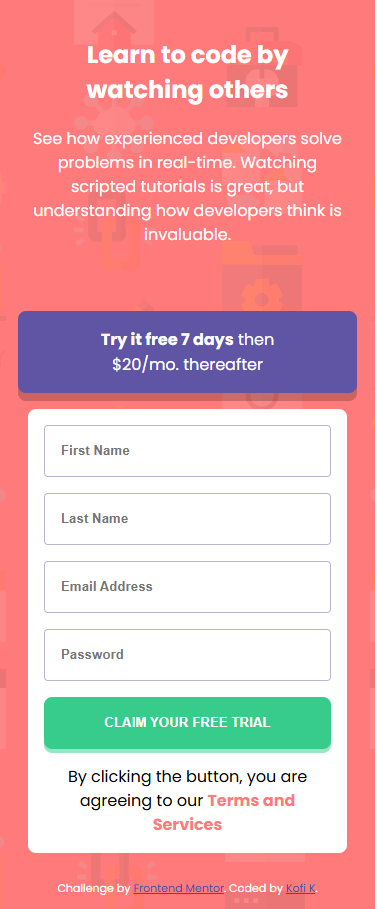 Learn to code by
watching others
See how experienced developers solve
problems in real-time. Watching
scripted tutorials is great, but
understanding how developers think is
invaluable.
Try it free 7 days then
$20/mo. thereafter
First Name
Last Name
Email Address
Password
CLAIM YOUR FREE TRIAL
By clicking the button, you are
agreeing to our Terms and
Services
Challenge by Frontend Mentor. Coded by Kofi K.